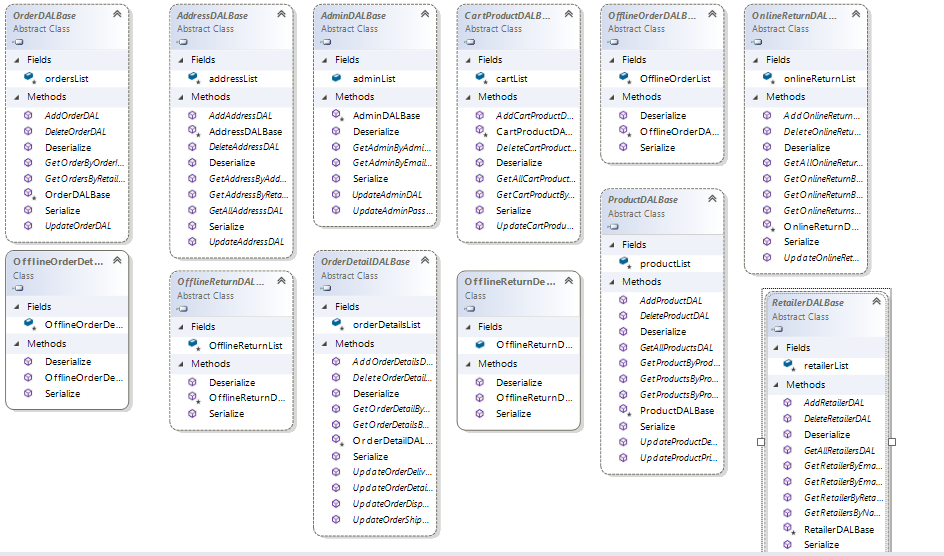 OrderDALBase
Abstract Class
Fields
ordersList
Methods
AddOrderDAL
DeleteOrderDAL
Deserialize
GetOrderByOrderI...
GetOrdersByRetail...
OrderDALBase
Serialize
UpdateOrderDAL
AddressDALBase
Abstract Class
Fields
addressList
Methods
AddAddressDAL
AddressDALBase
DeleteAddressDAL
Deserialize
GetAddressByAdd...
GetAddressByReta...
GetAllAddresssDAL
Serialize
UpdateAddressDAL
AdminDALBase
Abstract Class
Fields
adminList
Methods
AdminDALBase
Deserialize
GetAdminByAdmi...
GetAdminByEmail...
Serialize
UpdateAdminDAL
UpdateAdminPass...
CartProductDALB...
Abstract Class
Fields
cartList
Methods
AddCartProductD...
CartProductDA...
DeleteCartProduct...
Deserialize
GetAllCartProduct...
GetCartProductBy...
Serialize
UpdateCartProdu...
OfflineOrderDALB...
Abstract Class
Fields
OfflineOrderList
Methods
Deserialize
OfflineOrderDA...
Serialize
OnlineReturnDAL...
Abstract Class
Fields
onlineReturnList
Methods
AddOnlineReturn...
DeleteOnlineRetu...
Deserialize
GetAllOnlineRetur...
GetOnlineReturnB...
GetOnlineReturnB...
GetOnlineReturns...
OnlineReturnD...
Serialize
UpdateOnlineRet...
OfflineOrderDet...
Class
Fields
OfflineOrderDe...
Methods
Deserialize
OfflineOrderDe...
Serialize
OfflineReturnDAL...
Abstract Class
Fields
OfflineReturnList
Methods
Deserialize
OfflineReturnD...
Serialize
OrderDetailDALBase
Abstract Class
Fields
orderDetailsList
Methods
AddOrderDetailsD...
DeleteOrderDetail...
Deserialize
GetOrderDetailBy...
GetOrderDetailsB...
OrderDetailDAL...
Serialize
UpdateOrderDeliv...
UpdateOrderDetai...
UpdateOrderDisp...
UpdateOrderShip...
OfflineReturnDe...
Class
Fields
OfflineReturnD...
Methods
Deserialize
OfflineReturnD...
Serialize
ProductDALBase
Abstract Class
Fields
productList
Methods
AddProductDAL
DeleteProductDAL
Deserialize
GetAllProductsDAL
GetProductByProd...
GetProductsByPro...
GetProductsByPro...
ProductDALBase
Serialize
UpdateProductDe...
UpdateProductPri...
RetailerDALBase
Abstract Class
Fields
retailerList
Methods
AddRetailerDAL
DeleteRetailerDAL
Deserialize
GetAllRetailersDAL
GetRetailerByEma...
GetRetailerByEma...
GetRetailerByReta...
GetRetailersByNa...
RetailerDALBase
Serialize